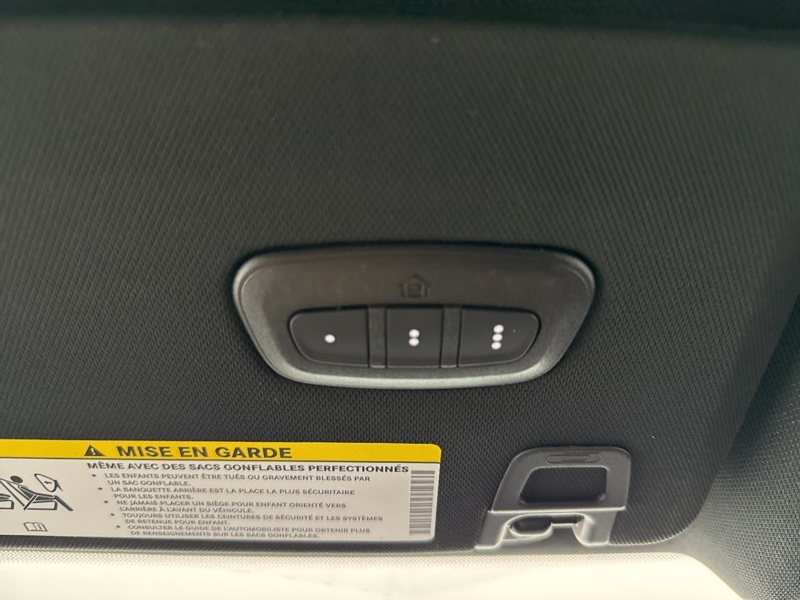 MISE EN GARDE
MÊME AVEC DES SACS GONFLABLES PERFECTIONNÉS
• LES ENFANTS PEUVENT ÊTRE TUÉS OU GRAVEMENT BLESSÉS PAR
UN SAC GONFLABLE.
• LA BANQUETTE ARRIÈRE EST LA PLACE LA PLUS SÉCURITAIRE
POUR LES ENFANTS.
• NE JAMAIS PLACER UN SIÈGE POUR ENFANT ORIENTÉ VERS
L'ARRIÈRE À L'AVANT DU VÉHICULE.
• TOUJOURS UTILISER LES CEINTURES DE SÉCURITÉ ET LES SYSTÈMES
DE RETENUE POUR ENFANT.
• CONSULTER LE GUIDE DE L'AUTOMOBILISTE POUR OBTENIR PLUS
DE RENSEIGNEMENTS SUR LES SACS GONFLABLES.